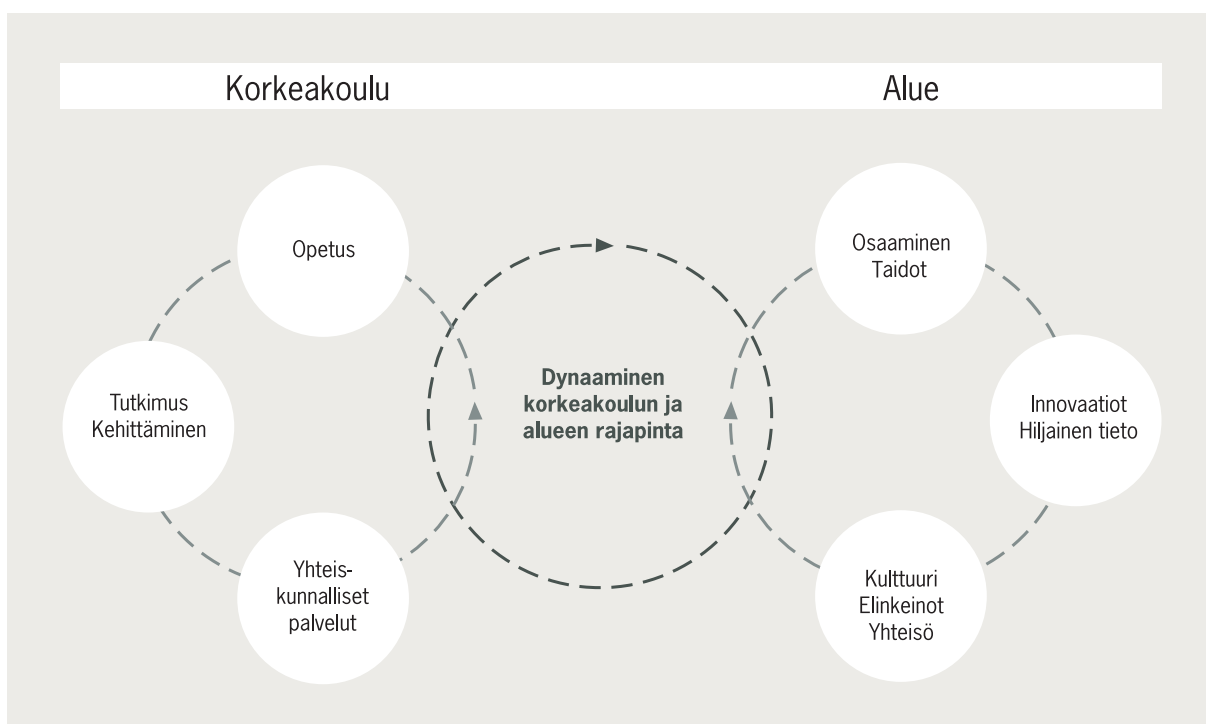 Korkeakoulu
Alue
Opetus
Tutkimus
Kehittäminen
Yhteis-
kunnalliset
palvelut
Dynaaminen
korkeakoulun ja
alueen rajapinta
Osaaminen
Taidot
Innovaatiot
Hiljainen tieto
Kulttuuri
Elinkeinot
Yhteisö